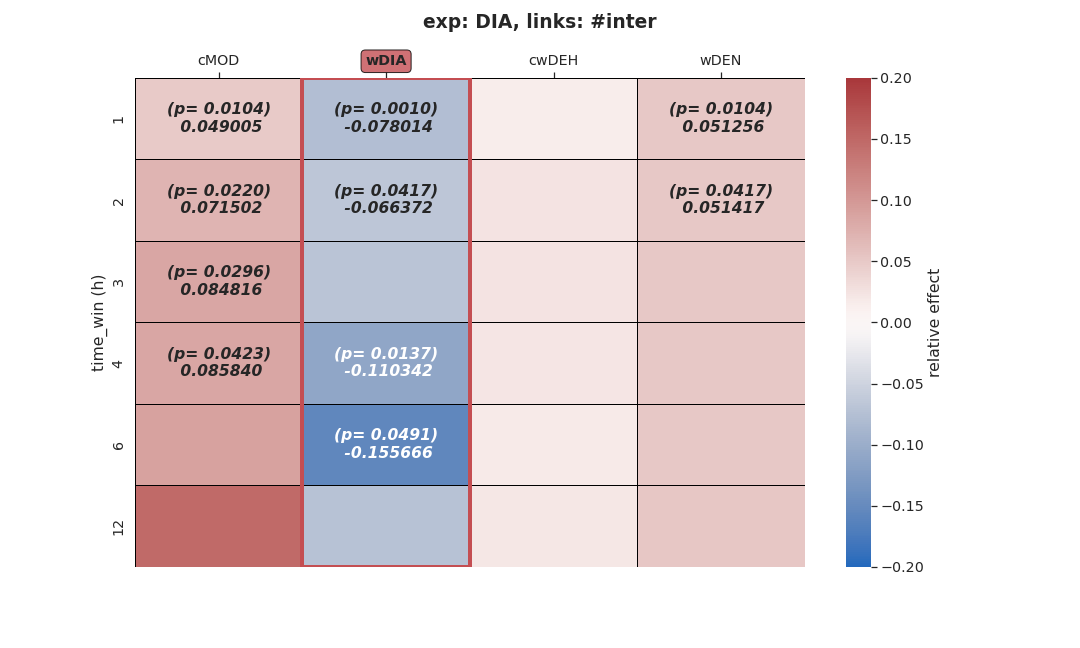 exp: DIA, links: #inter
cMOD wDIA cwDEH wDEN
1 (p= 0.0104) (p= 0.0010) (p= 0.0104)
0.049005 -0.078014 0.051256
2 (p= 0.0220) (p= 0.0417) (p= 0.0417)
0.071502 -0.066372 0.051417
3 (p= 0.0296)
0.084816
4 (p= 0.0423) (p= 0.0137)
0.085840 -0.110342
6 (p= 0.0491)
-0.155666
12
time_win (h)
0.20
0.15
0.10
0.05
0.00
−0.05
−0.10
−0.15
−0.20
relative effect